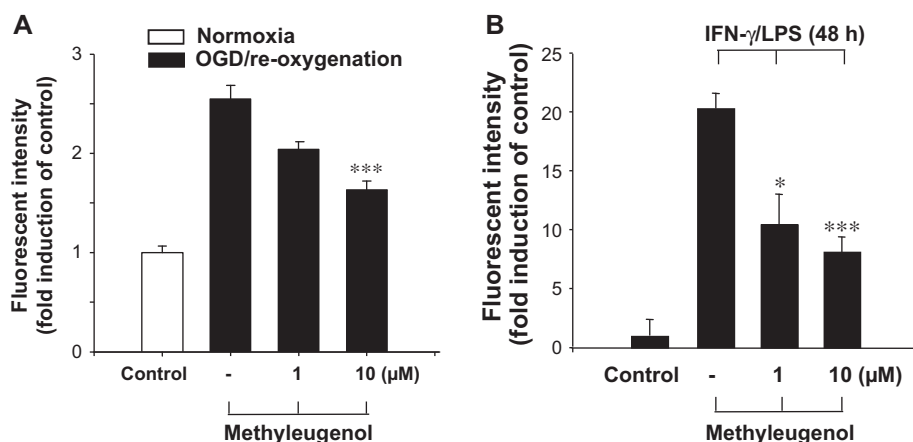 A
Normoxia
OGD/re-oxygenation
Fluorescent intensity
(fold induction of control)
3
2
1
0
***
Control - 1 10 (µM)
Methyleugenol
B
IFN-γ/LPS (48 h)
Fluorescent intensity
(fold induction of control)
25
20
15
10
5
0
*
***
Control - 1 10 (µM)
Methyleugenol